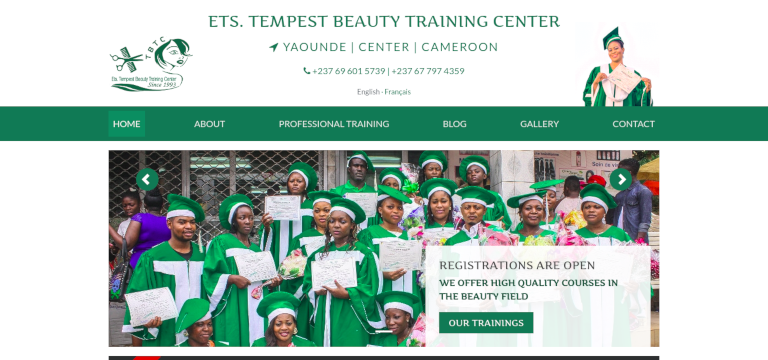 ETS. TEMPEST BEAUTY TRAINING CENTER
YAOUNDE | CENTER | CAMEROON
+237 69 601 5739 | +237 67 797 4359
English - Français
TBTC
Ets. Tempest Beauty Training Center
Since 1993
HOME ABOUT PROFESSIONAL TRAINING BLOG GALLERY CONTACT
REGISTRATIONS ARE OPEN
WE OFFER HIGH QUALITY COURSES IN
THE BEAUTY FIELD
OUR TRAININGS